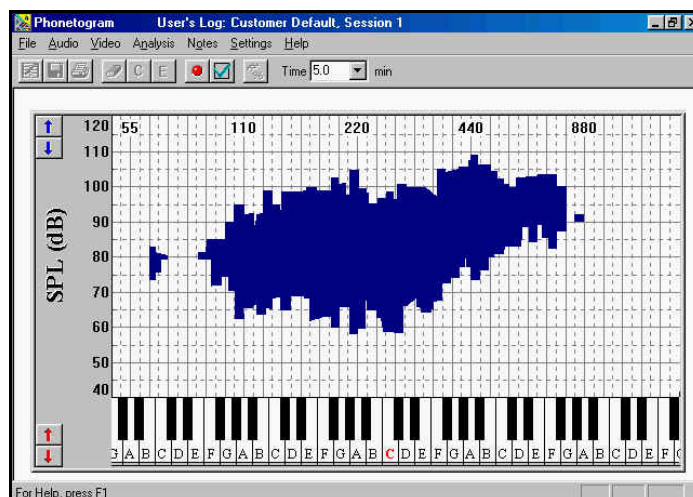 Phonetogram User's Log: Customer Default, Session 1
File Audio Video Analysis Notes Settings Help
C E Time 5.0 min
120 55 110 220 440 880
110
100
90
80
70
60
50
40
SPL (dB)
G A B C D E F G A B C D E F G A B C D E F G A B C D E F G A B C D E F G
For Help, press F1